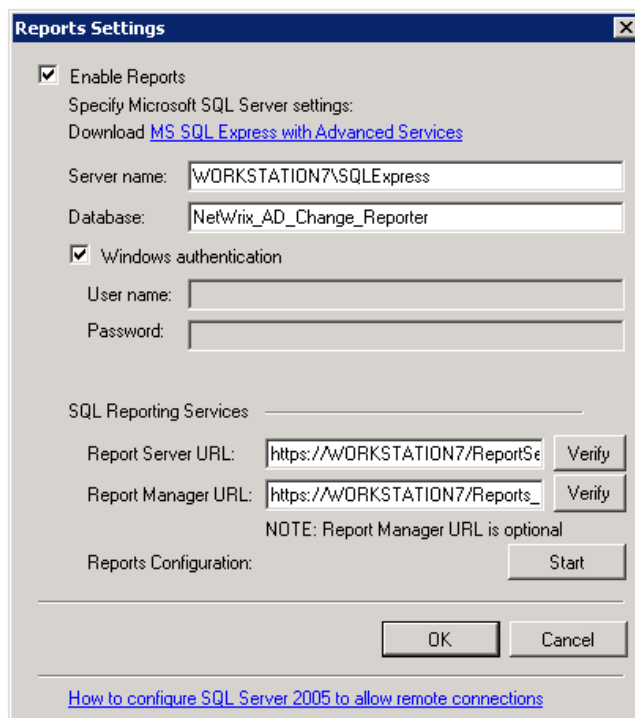 Reports Settings
Enable Reports
Specify Microsoft SQL Server settings:
Download MS SQL Express with Advanced Services
Server name: WORKSTATION7\SQLExpress
Database: NetWrix_AD_Change_Reporter
Windows authentication
User name:
Password:
SQL Reporting Services
Report Server URL: https://WORKSTATION7/ReportSe Verify
Report Manager URL: https://WORKSTATION7/Reports_ Verify
NOTE: Report Manager URL is optional
Reports Configuration: Start
OK Cancel
How to configure SQL Server 2005 to allow remote connections